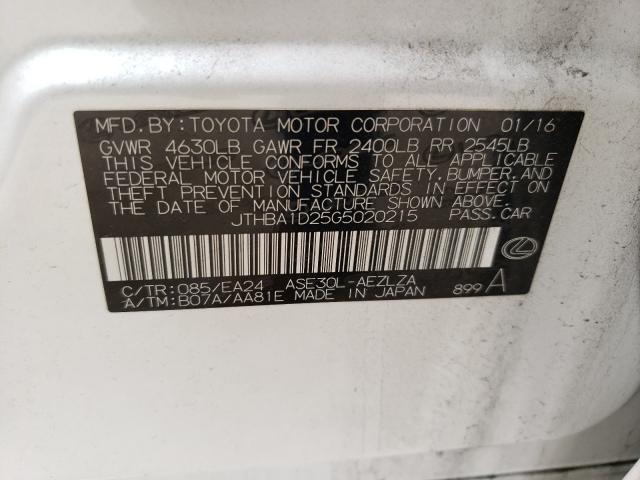 MFD. BY: TOYOTA MOTOR CORPORATION 01/16
GVWR 4630LB GAWR FR 2400LB RR 2545LB
THIS VEHICLE CONFORMS TO ALL APPLICABLE
FEDERAL MOTOR VEHICLE SAFETY, BUMPER, AND
THEFT PREVENTION STANDARDS IN EFFECT ON
THE DATE OF MANUFACTURE SHOWN ABOVE.
JTHBA1D25G5020215 PASS. CAR
C/TR: 085/EA24 ASE30L-AEZLZA
A/TM: B07A/AA81E MADE IN JAPAN 899 A